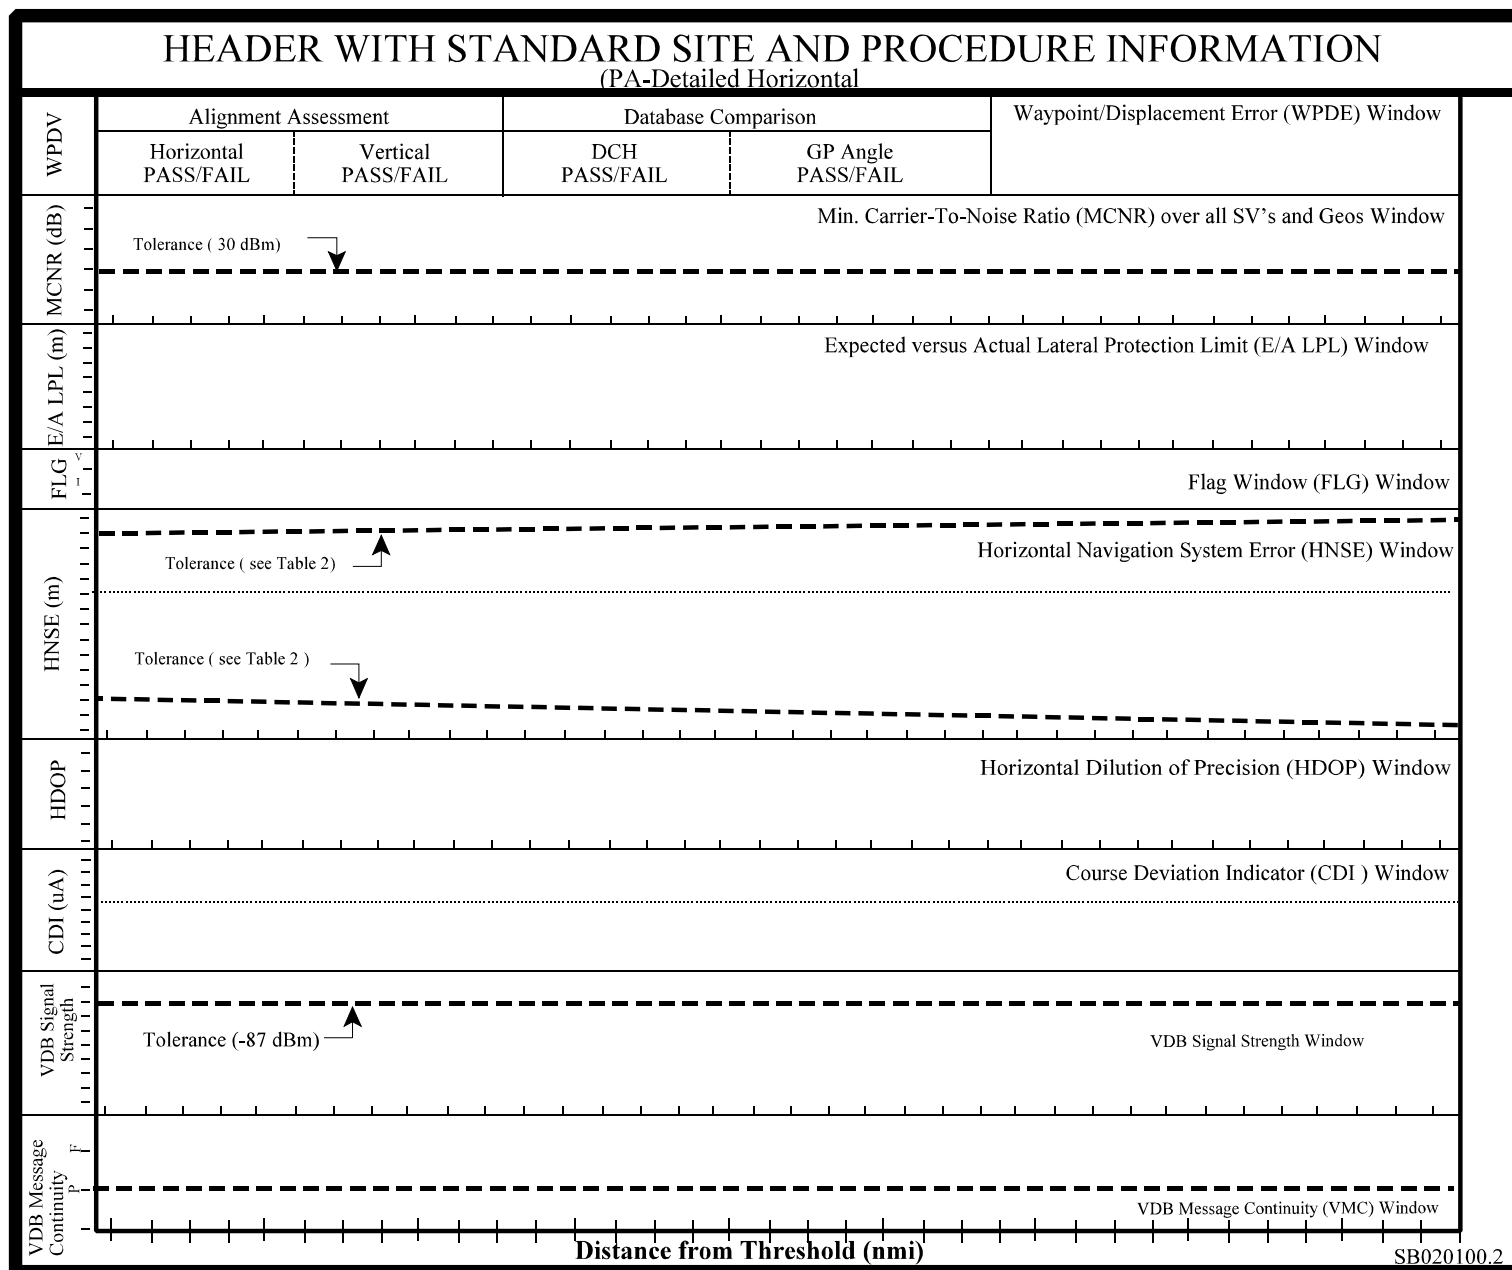 HEADER WITH STANDARD SITE AND PROCEDURE INFORMATION
(PA-Detailed Horizontal
WPDV
Alignment Assessment
Database Comparison
Waypoint/Displacement Error (WPDE) Window
Horizontal
PASS/FAIL
Vertical
PASS/FAIL
DCH
PASS/FAIL
GP Angle
PASS/FAIL
MCNR (dB)
Min. Carrier-To-Noise Ratio (MCNR) over all SV's and Geos Window
Tolerance ( 30 dBm)
E/A LPL (m)
Expected versus Actual Lateral Protection Limit (E/A LPL) Window
FLG
V
I
Flag Window (FLG) Window
HNSE (m)
Tolerance ( see Table 2)
Horizontal Navigation System Error (HNSE) Window
Tolerance ( see Table 2 )
HDOP
Horizontal Dilution of Precision (HDOP) Window
CDI (uA)
Course Deviation Indicator (CDI ) Window
VDB Signal
Strength
Tolerance (-87 dBm)
VDB Signal Strength Window
VDB Message
Continuity
F
P
VDB Message Continuity (VMC) Window
Distance from Threshold (nmi)
SB020100.2